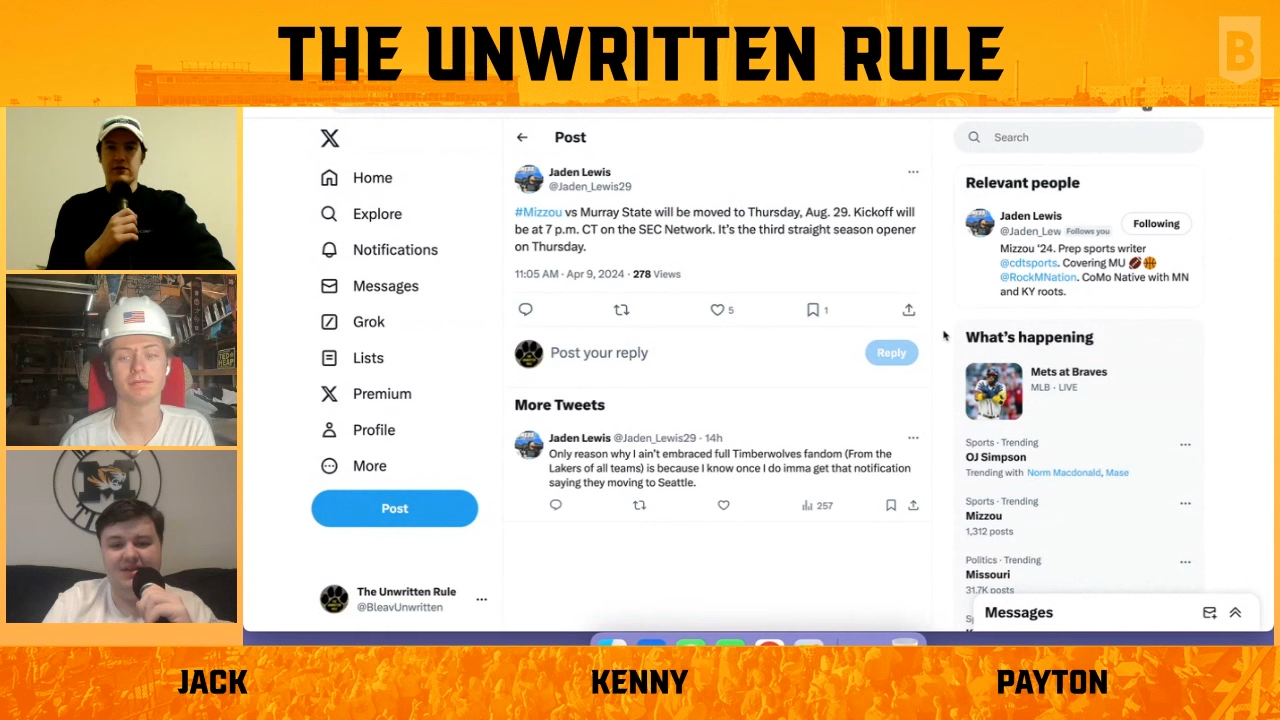 THE UNWRITTEN RULE
B
Post
Search
Home
Explore
Notifications
Messages
Grok
Lists
Premium
Profile
More
Post
The Unwritten Rule
@BleavUnwritten
Jaden Lewis
@Jaden_Lewis29
#Mizzou vs Murray State will be moved to Thursday, Aug. 29. Kickoff will
be at 7 p.m. CT on the SEC Network. It's the third straight season opener
on Thursday.
11:05 AM · Apr 9, 2024 · 278 Views
5
1
Post your reply
Reply
More Tweets
Jaden Lewis @Jaden_Lewis29 · 14h
Only reason why I ain't embraced full Timberwolves fandom (From the
Lakers of all teams) is because I know once I do imma get that notification
saying they moving to Seattle.
257
Relevant people
Jaden Lewis
@Jaden_Lew Follows you
Following
Mizzou '24. Prep sports writer
@cdtsports. Covering MU
@RockMNation. CoMo Native with MN
and KY roots.
What's happening
Mets at Braves
MLB · LIVE
Sports · Trending
OJ Simpson
Trending with Norm Macdonald, Mase
Sports · Trending
Mizzou
1,312 posts
Politics · Trending
Missouri
31.7K posts
Messages
JACK
KENNY
PAYTON